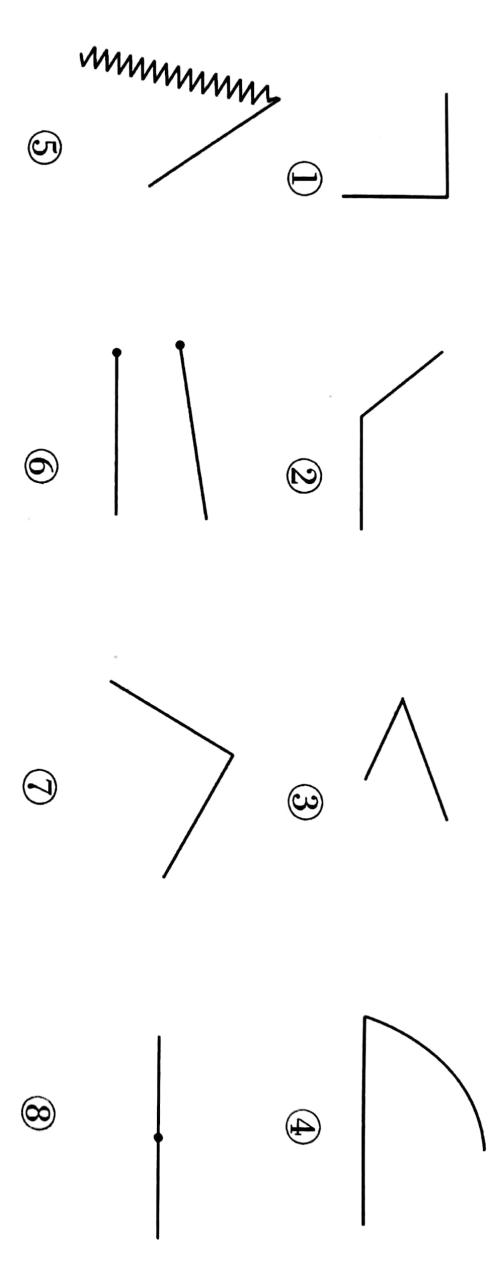 ① ② ③ ④
⑤ ⑥ ⑦ ⑧